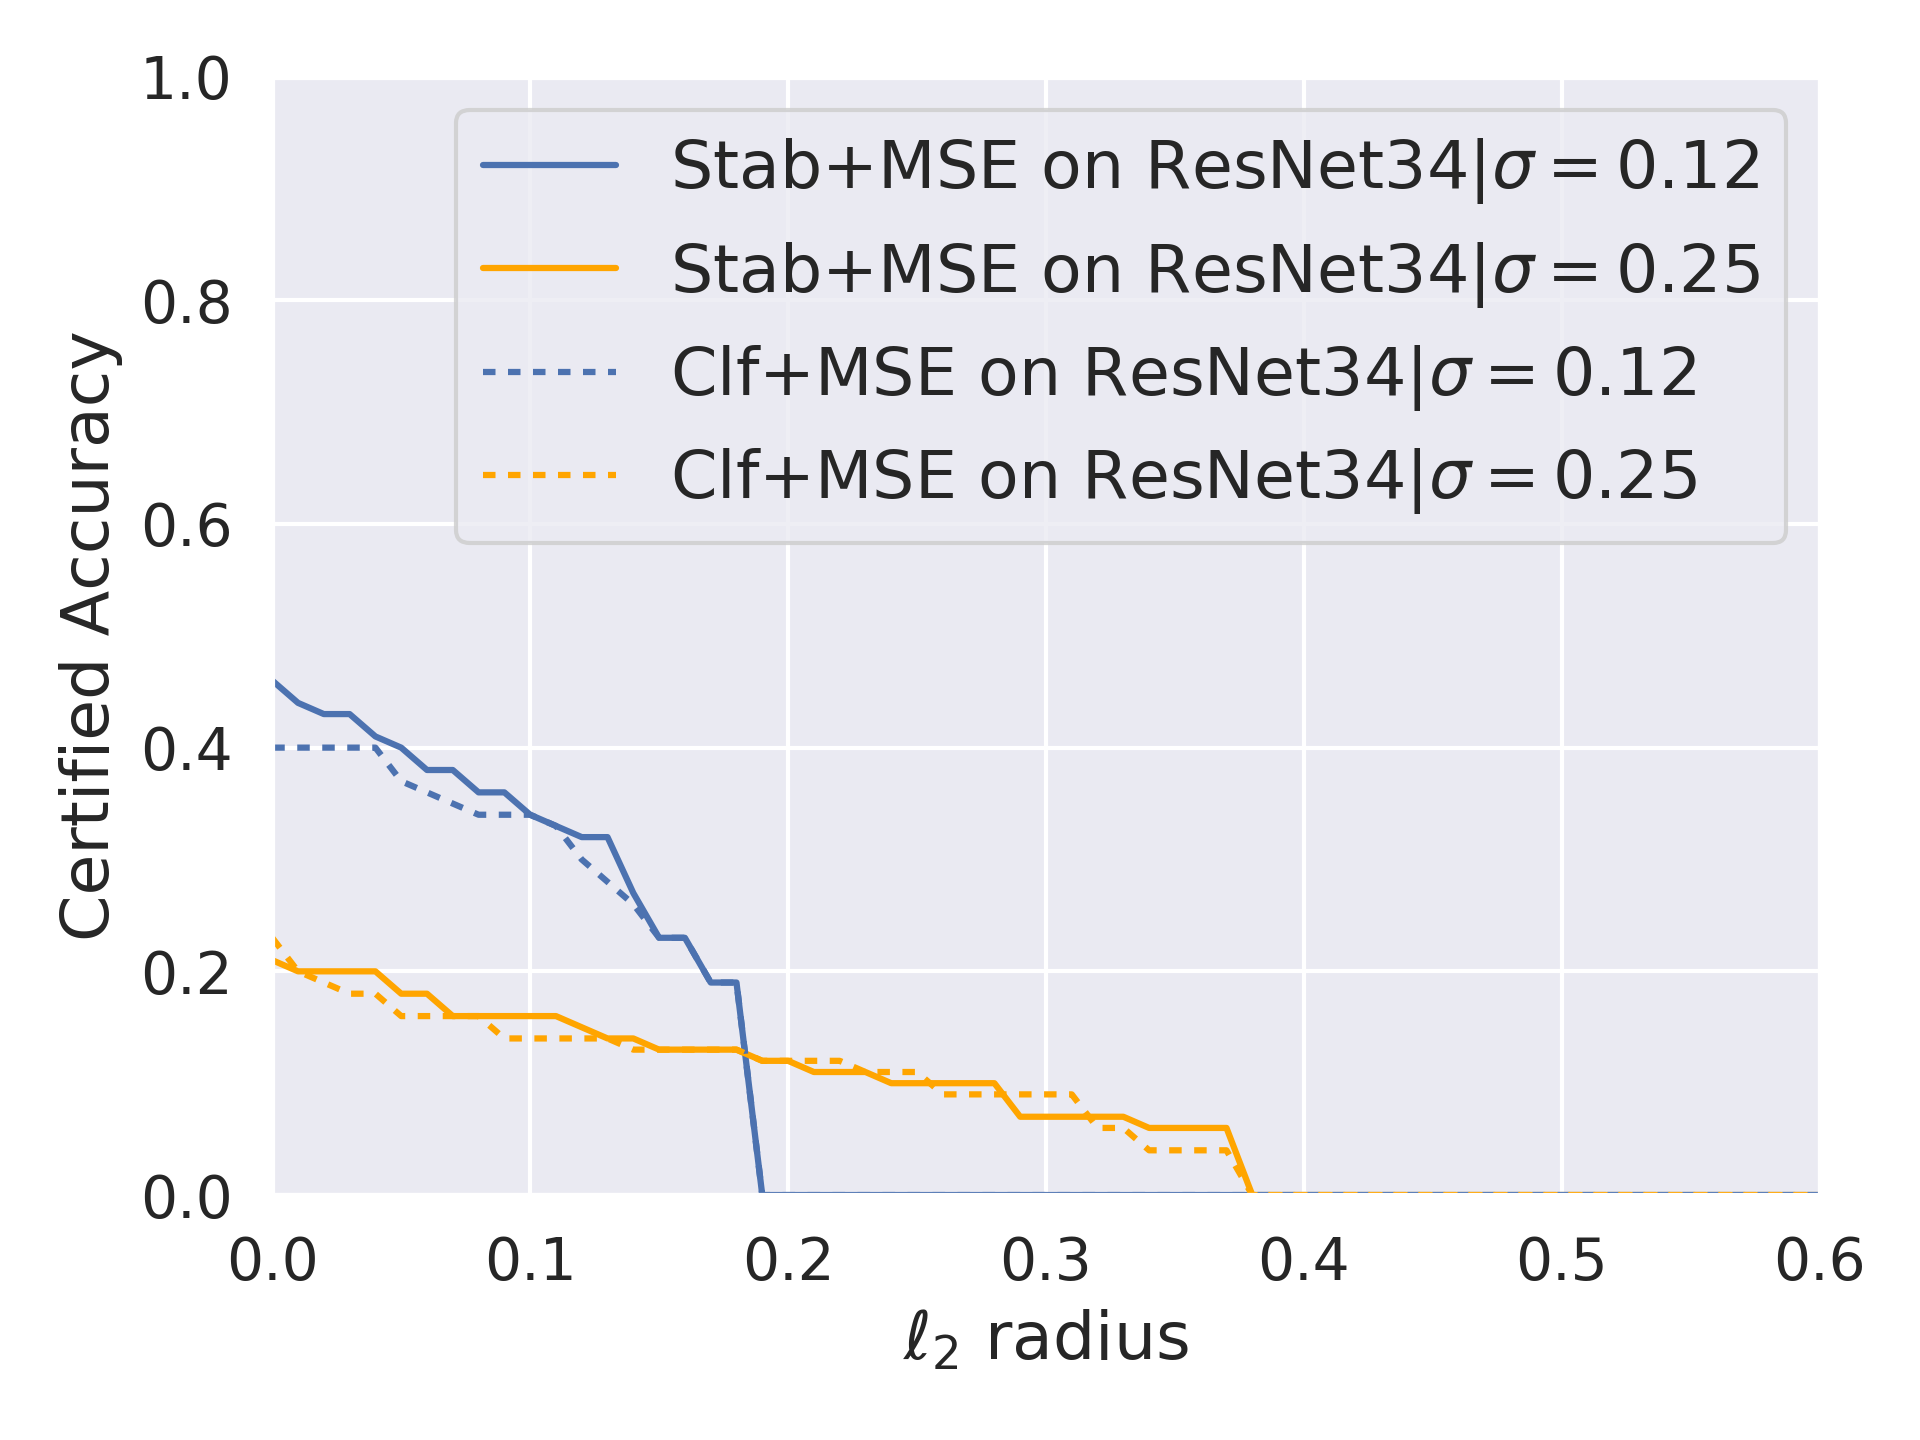 Stab+MSE on ResNet34|σ = 0.12
Stab+MSE on ResNet34|σ = 0.25
Clf+MSE on ResNet34|σ = 0.12
Clf+MSE on ResNet34|σ = 0.25
Certified Accuracy
1.0
0.8
0.6
0.4
0.2
0.0
0.0 0.1 0.2 0.3 0.4 0.5 0.6
ℓ₂ radius